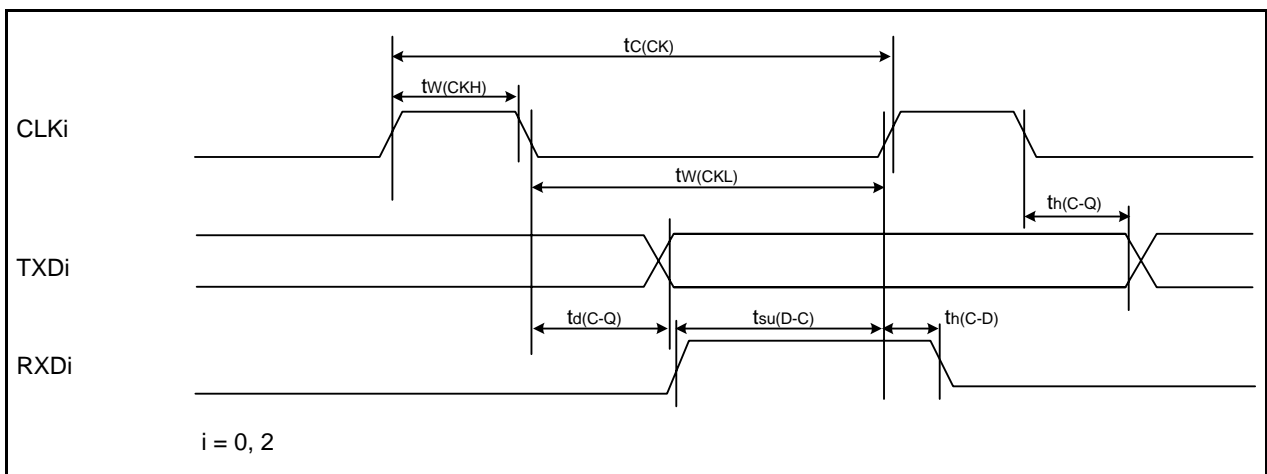 tC(CK)
tW(CKH)
CLKi
tW(CKL)
th(C-Q)
TXDi
td(C-Q)
tsu(D-C)
th(C-D)
RXDi
i = 0, 2